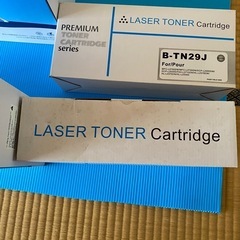 LASER TONER Cartridge
PREMIUM
TONER
CARTRIDGE
series
B-TN29J
For/Pour
LASER TONER Cartridge